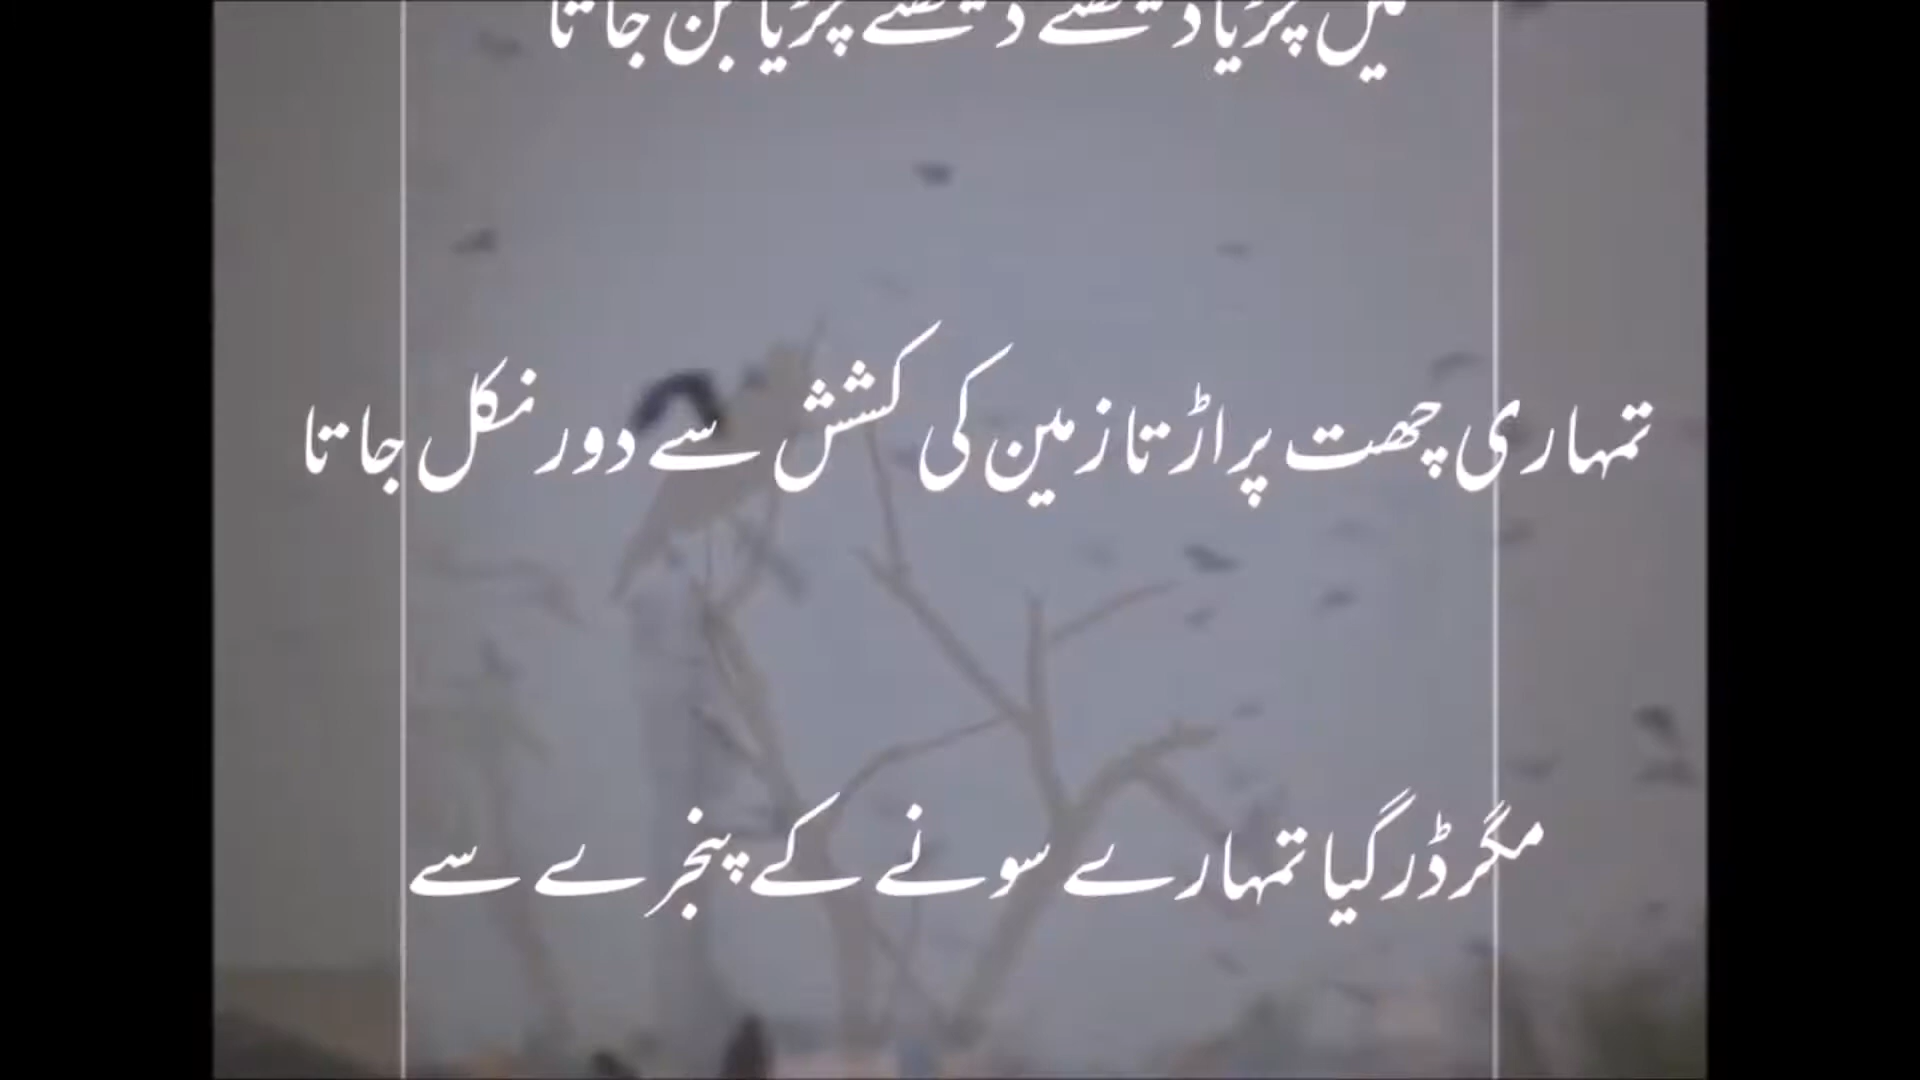 میں چڑیا دیکھتے دیکھتے چڑیا بن جاتا
تمہاری چھت پر اڑتا زمین کی کشش سے دور نکل جاتا
مگر ڈر گیا تمہارے سونے کے پنجرے سے